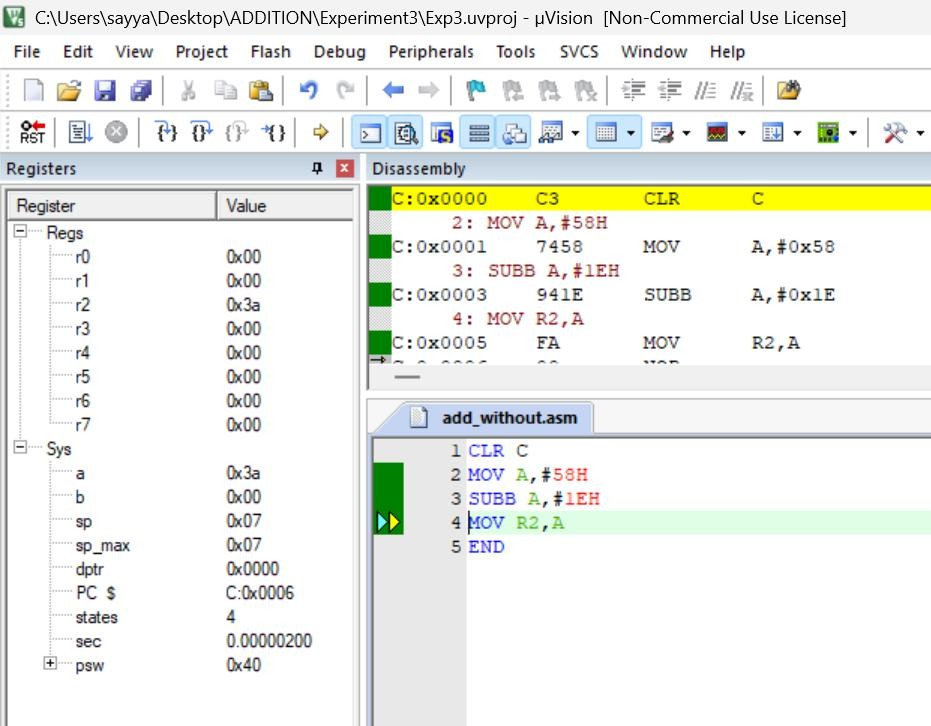 C:\Users\sayya\Desktop\ADDITION\Experiment3\Exp3.uvproj - µVision [Non-Commercial Use License]
File Edit View Project Flash Debug Peripherals Tools SVCS Window Help
RST
Registers
Register Value
Regs
r0 0x00
r1 0x00
r2 0x3a
r3 0x00
r4 0x00
r5 0x00
r6 0x00
r7 0x00
Sys
a 0x3a
b 0x00
sp 0x07
sp_max 0x07
dptr 0x0000
PC $ C:0x0006
states 4
sec 0.00000200
psw 0x40
Disassembly
C:0x0000 C3 CLR C
2: MOV A,#58H
C:0x0001 7458 MOV A,#0x58
3: SUBB A,#1EH
C:0x0003 941E SUBB A,#0x1E
4: MOV R2,A
C:0x0005 FA MOV R2,A
add_without.asm
1 CLR C
2 MOV A,#58H
3 SUBB A,#1EH
4 MOV R2,A
5 END